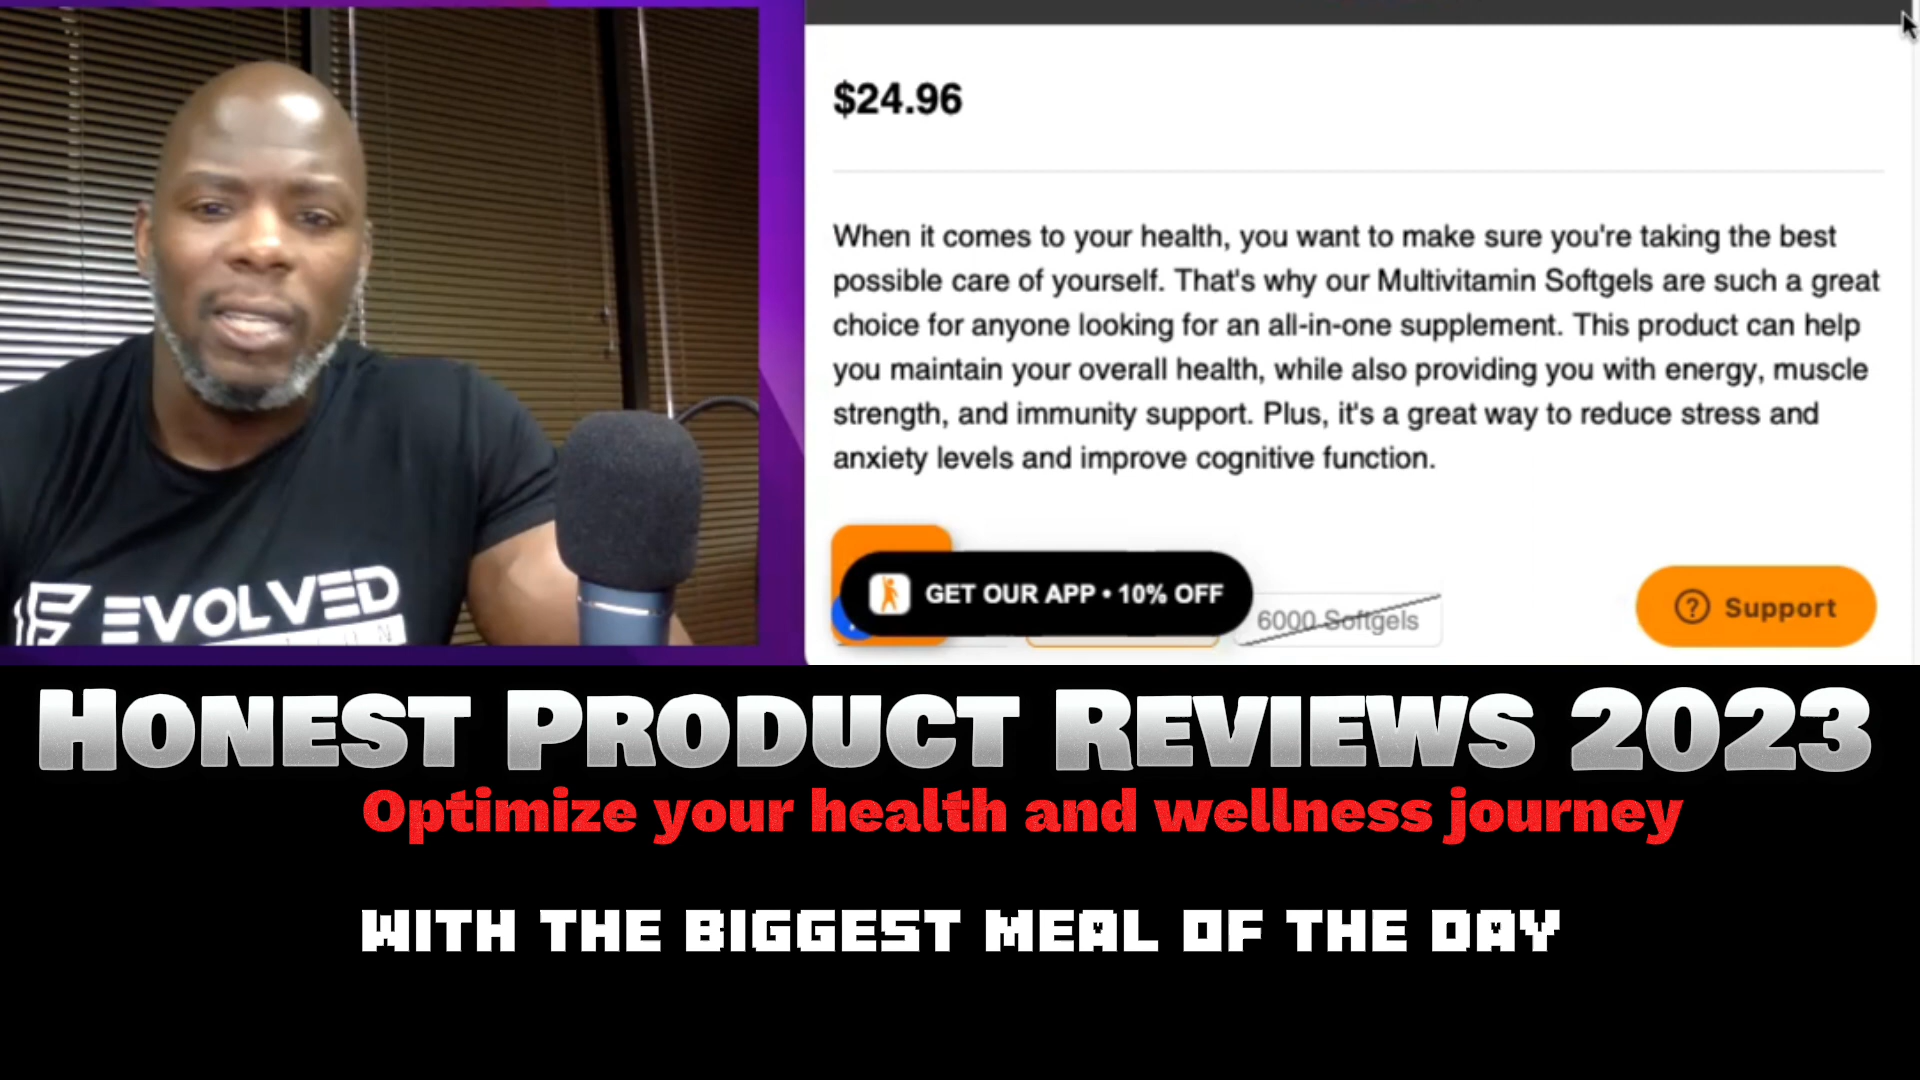 $24.96
When it comes to your health, you want to make sure you're taking the best
possible care of yourself. That's why our Multivitamin Softgels are such a great
choice for anyone looking for an all-in-one supplement. This product can help
you maintain your overall health, while also providing you with energy, muscle
strength, and immunity support. Plus, it's a great way to reduce stress and
anxiety levels and improve cognitive function.
GET OUR APP • 10% OFF
6000 Softgels
Support
EVOLVED
HONEST PRODUCT REVIEWS 2023
Optimize your health and wellness journey
WITH THE BIGGEST MEAL OF THE DAY